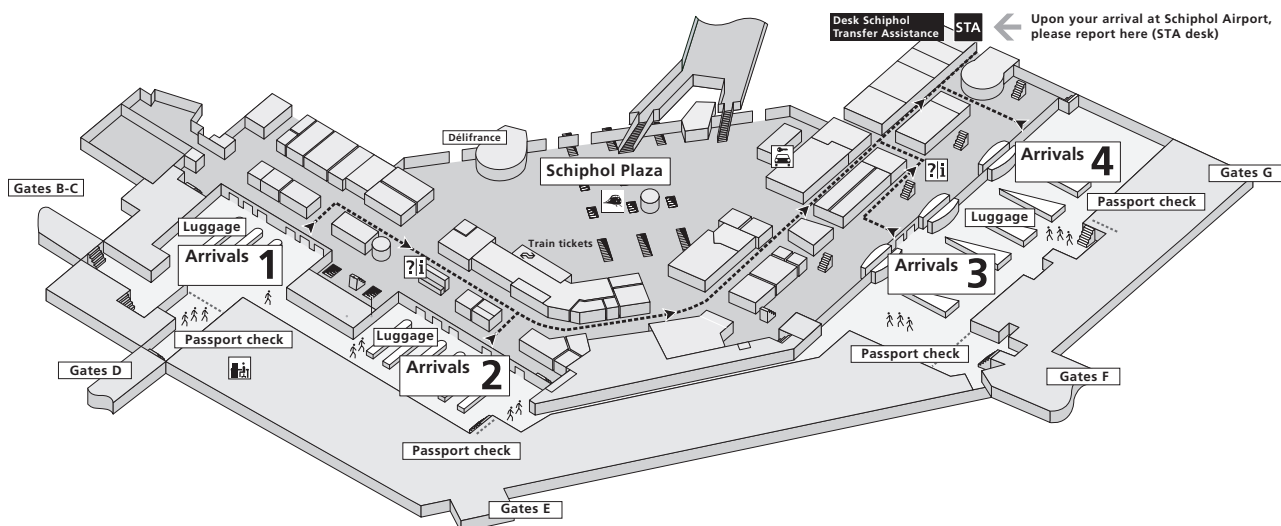 Desk Schiphol
Transfer Assistance
STA
Upon your arrival at Schiphol Airport,
please report here (STA desk)
Délifrance
Schiphol Plaza
Arrivals 4
Gates B-C
Gates G
Passport check
Luggage
Luggage
Train tickets
?i
Arrivals 1
?i
Arrivals 3
Passport check
Luggage
Passport check
Gates D
Arrivals 2
Gates F
Passport check
Gates E